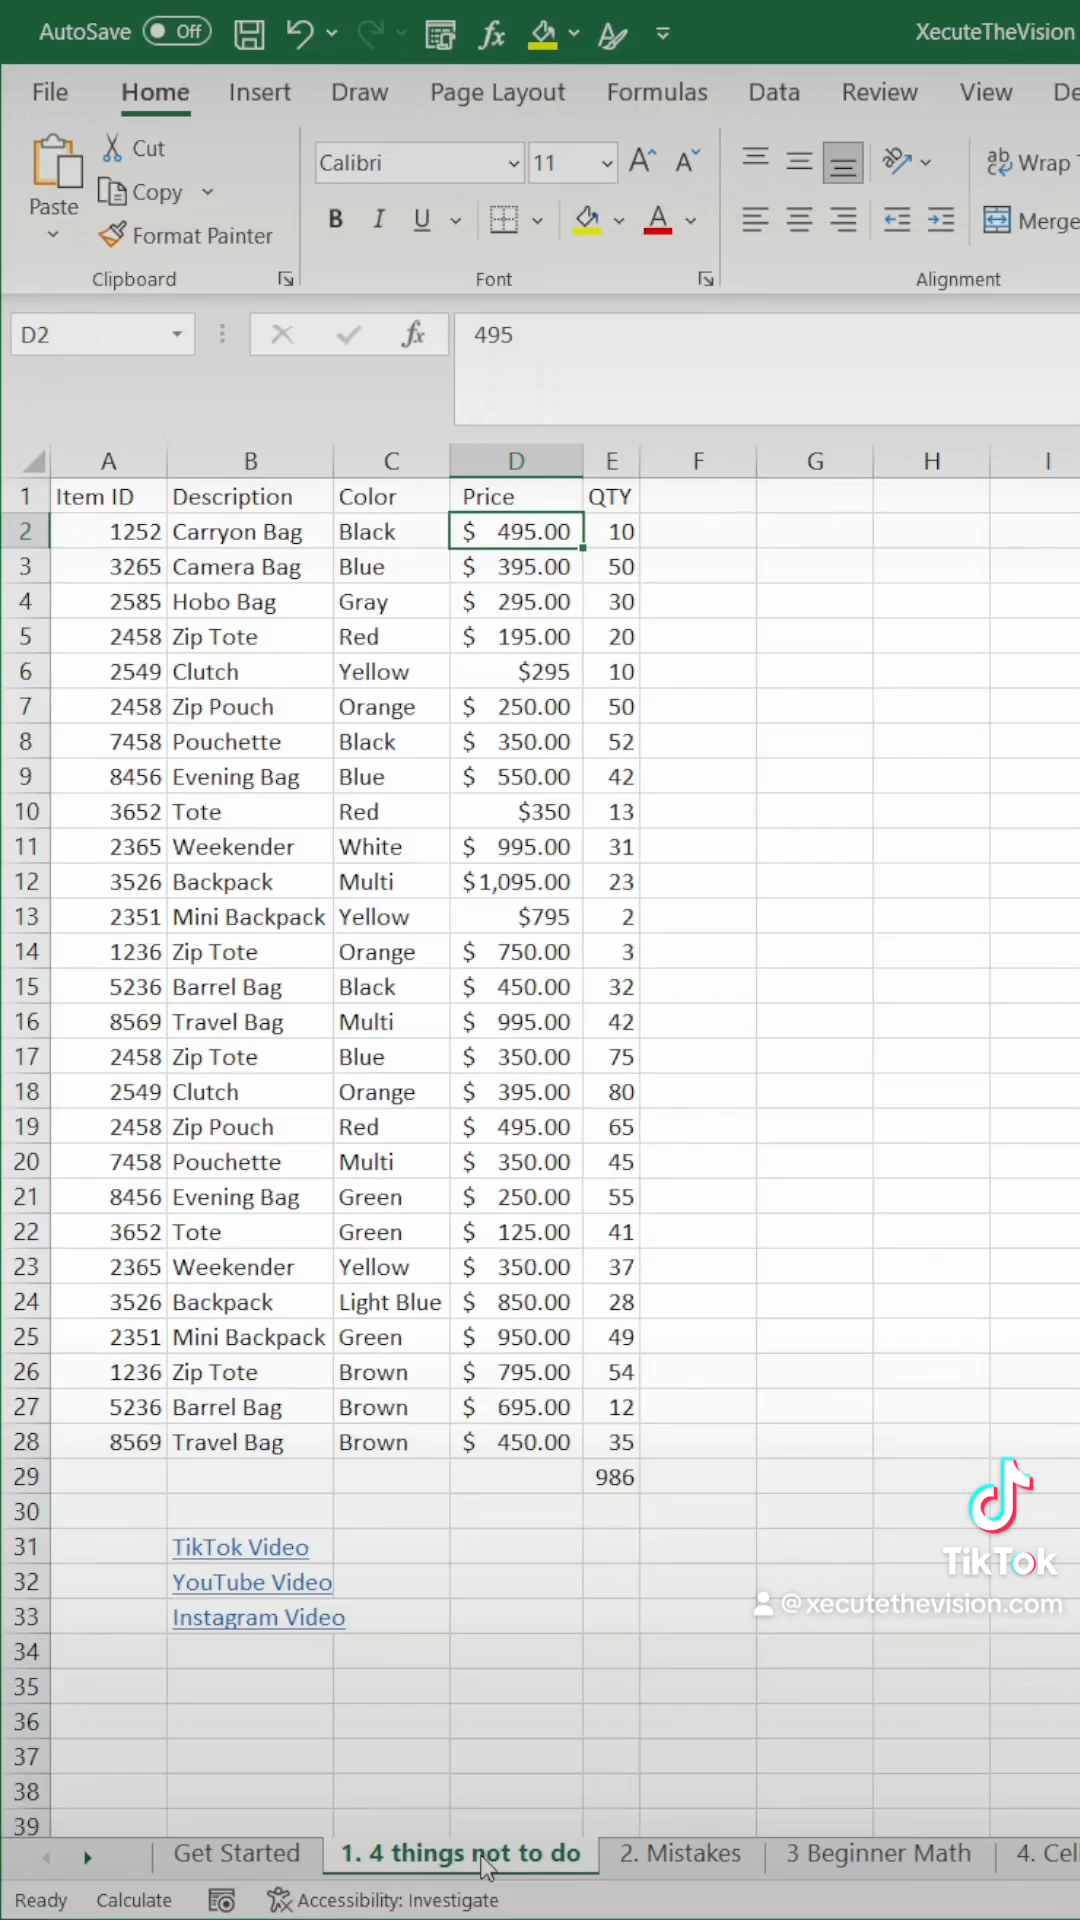 AutoSave Off XecuteTheVision
File Home Insert Draw Page Layout Formulas Data Review View De
Paste Cut Copy Format Painter
Calibri 11 A A ab Wrap
B I U A Merge
Clipboard Font Alignment
D2 fx 495
A B C D E F G H I
1 Item ID Description Color Price QTY
2 1252 Carryon Bag Black $ 495.00 10
3 3265 Camera Bag Blue $ 395.00 50
4 2585 Hobo Bag Gray $ 295.00 30
5 2458 Zip Tote Red $ 195.00 20
6 2549 Clutch Yellow $295 10
7 2458 Zip Pouch Orange $ 250.00 50
8 7458 Pouchette Black $ 350.00 52
9 8456 Evening Bag Blue $ 550.00 42
10 3652 Tote Red $350 13
11 2365 Weekender White $ 995.00 31
12 3526 Backpack Multi $1,095.00 23
13 2351 Mini Backpack Yellow $795 2
14 1236 Zip Tote Orange $ 750.00 3
15 5236 Barrel Bag Black $ 450.00 32
16 8569 Travel Bag Multi $ 995.00 42
17 2458 Zip Tote Blue $ 350.00 75
18 2549 Clutch Orange $ 395.00 80
19 2458 Zip Pouch Red $ 495.00 65
20 7458 Pouchette Multi $ 350.00 45
21 8456 Evening Bag Green $ 250.00 55
22 3652 Tote Green $ 125.00 41
23 2365 Weekender Yellow $ 350.00 37
24 3526 Backpack Light Blue $ 850.00 28
25 2351 Mini Backpack Green $ 950.00 49
26 1236 Zip Tote Brown $ 795.00 54
27 5236 Barrel Bag Brown $ 695.00 12
28 8569 Travel Bag Brown $ 450.00 35
29 986
30
31 TikTok Video
32 YouTube Video
33 Instagram Video
34
35
36
37
38
39
TikTok
@xecutethevision.com
Get Started 1. 4 things not to do 2. Mistakes 3 Beginner Math 4. Cel
Ready Calculate Accessibility: Investigate